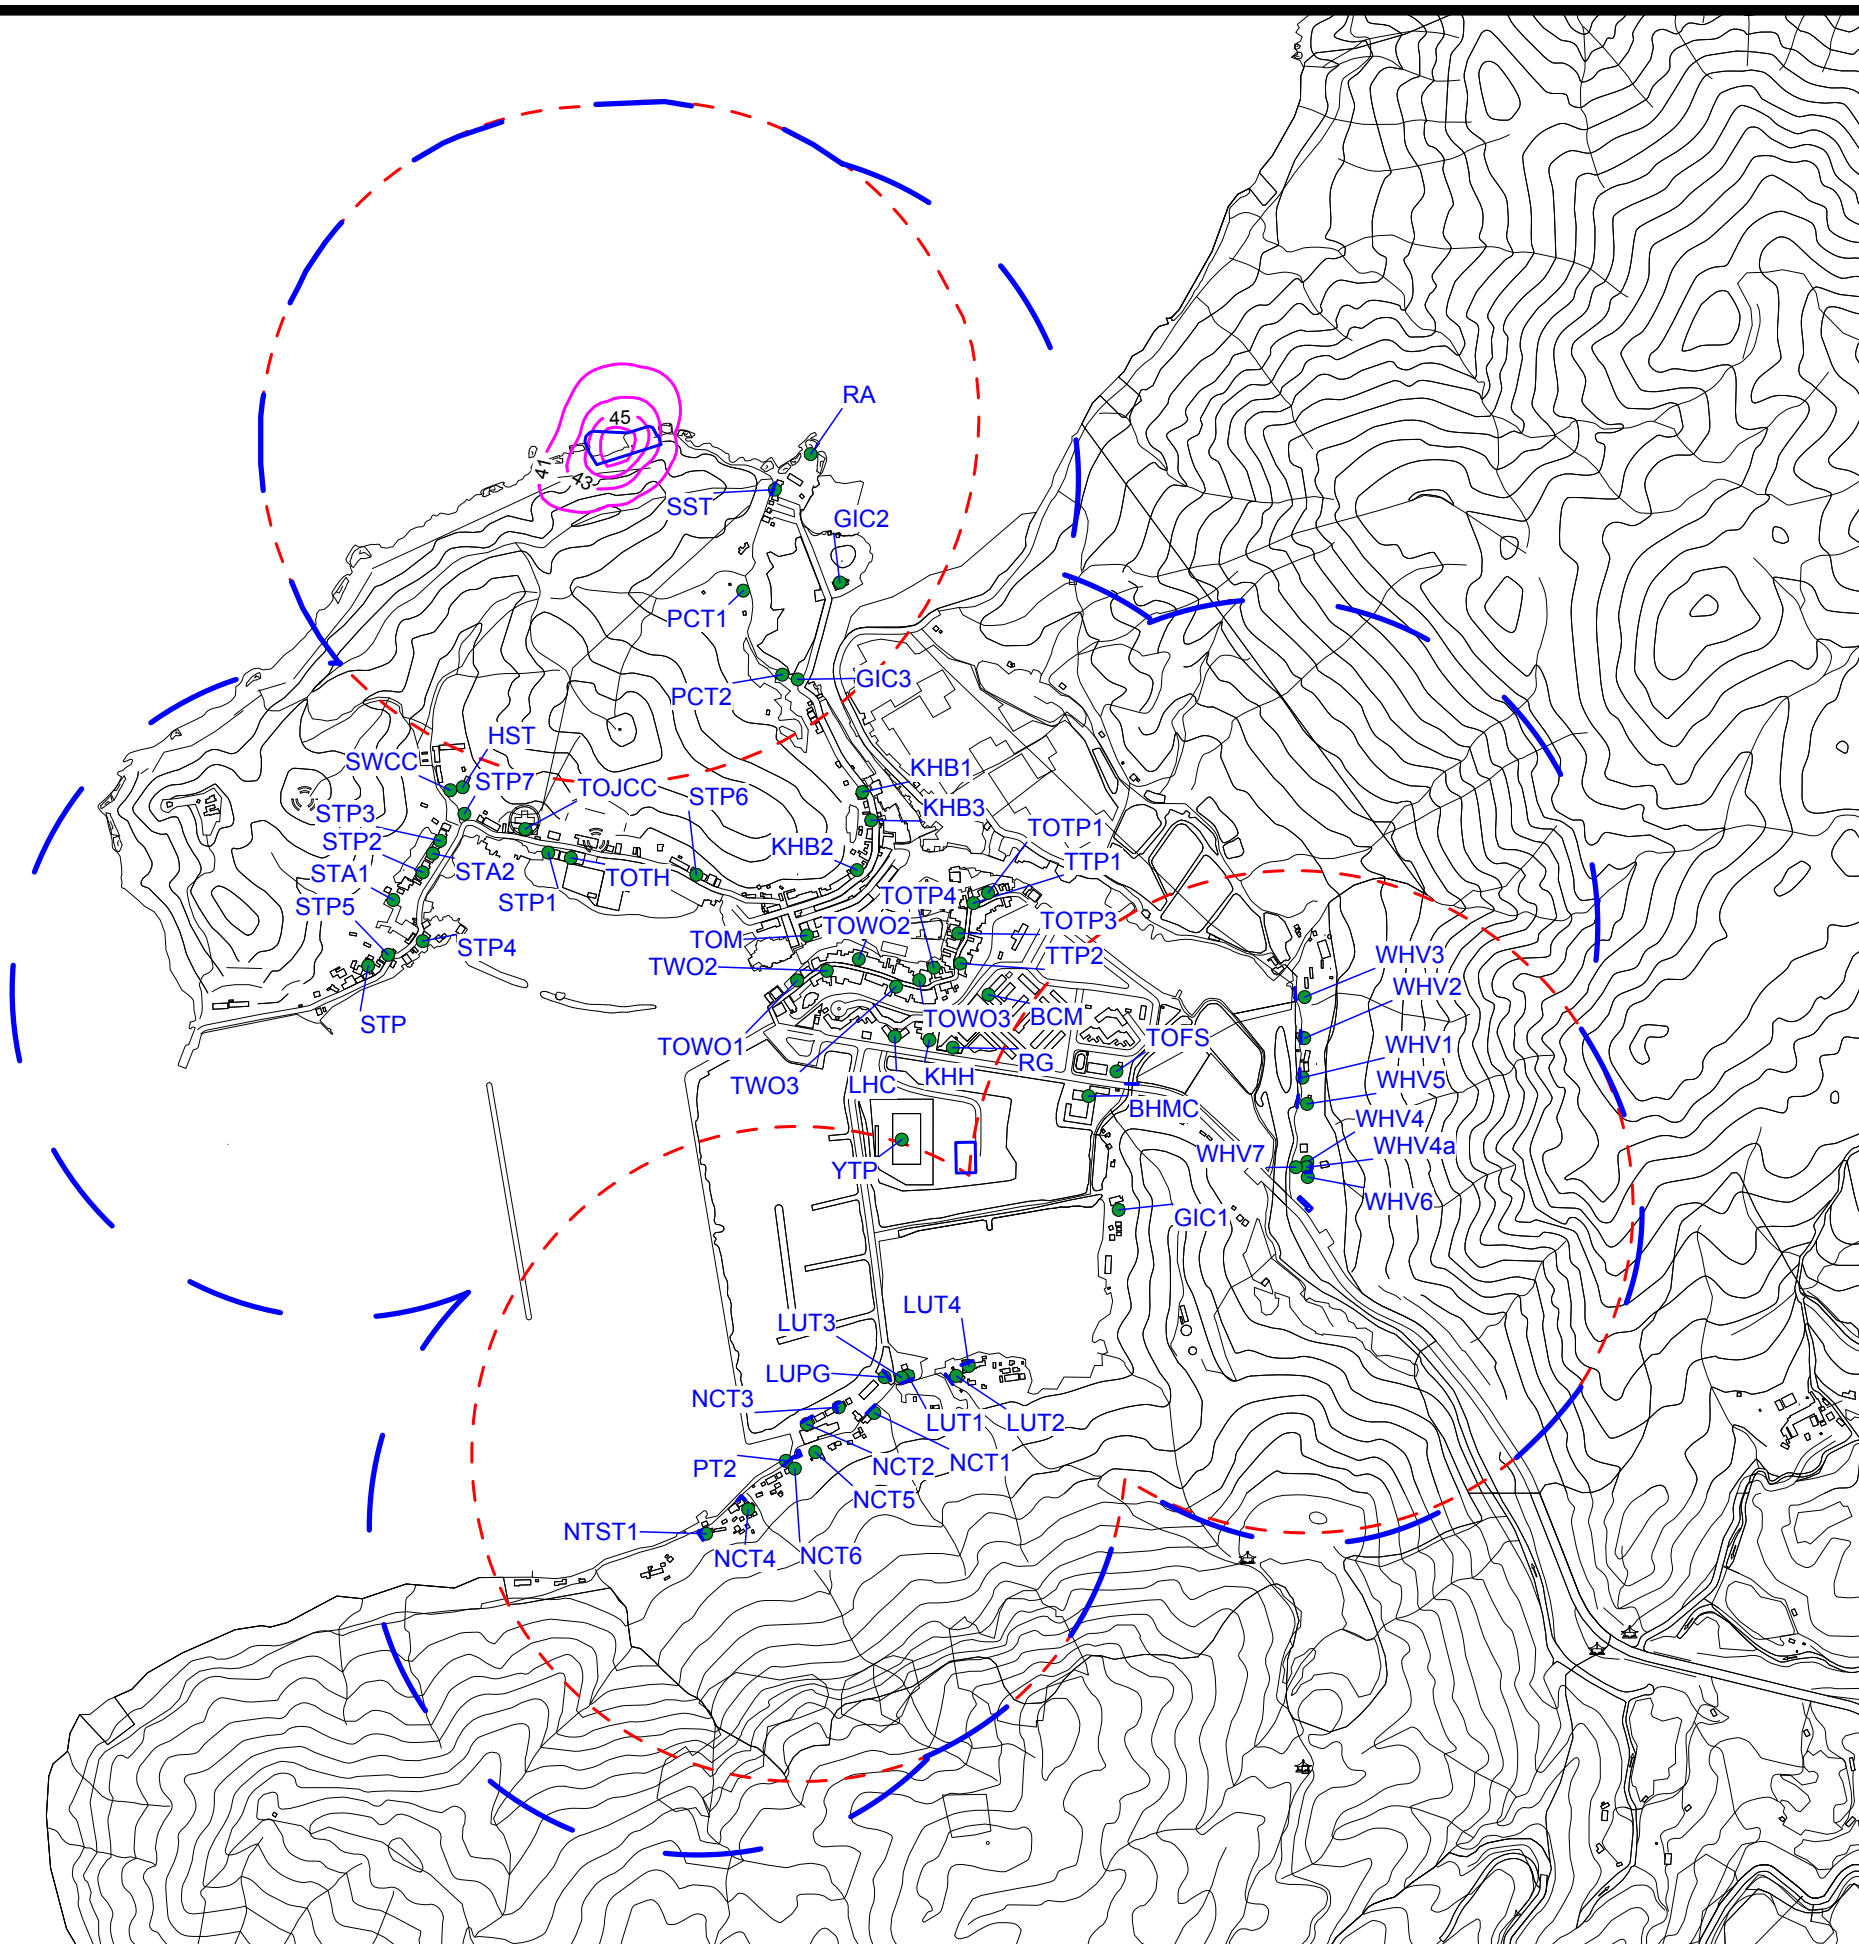 RA
45
41
43
SST
GIC2
PCT1
PCT2
GIC3
HST
SWCC
STP7
TOJCC
KHB1
STP6
STP3
KHB3
TOTP1
STP2
KHB2
TTP1
STA1
STA2
TOTH
STP5
STP1
TOTP4
TOTP3
TOM
TOWO2
STP4
TTP2
WHV3
TWO2
WHV2
STP
TOWO3
BCM
TOFS
TOWO1
WHV1
RG
TWO3
LHC
KHH
WHV5
BHMC
WHV4
WHV4a
WHV7
YTP
WHV6
GIC1
LUT4
LUT3
LUPG
NCT3
LUT1
LUT2
PT2
NCT2
NCT1
NCT5
NTST1
NCT4
NCT6